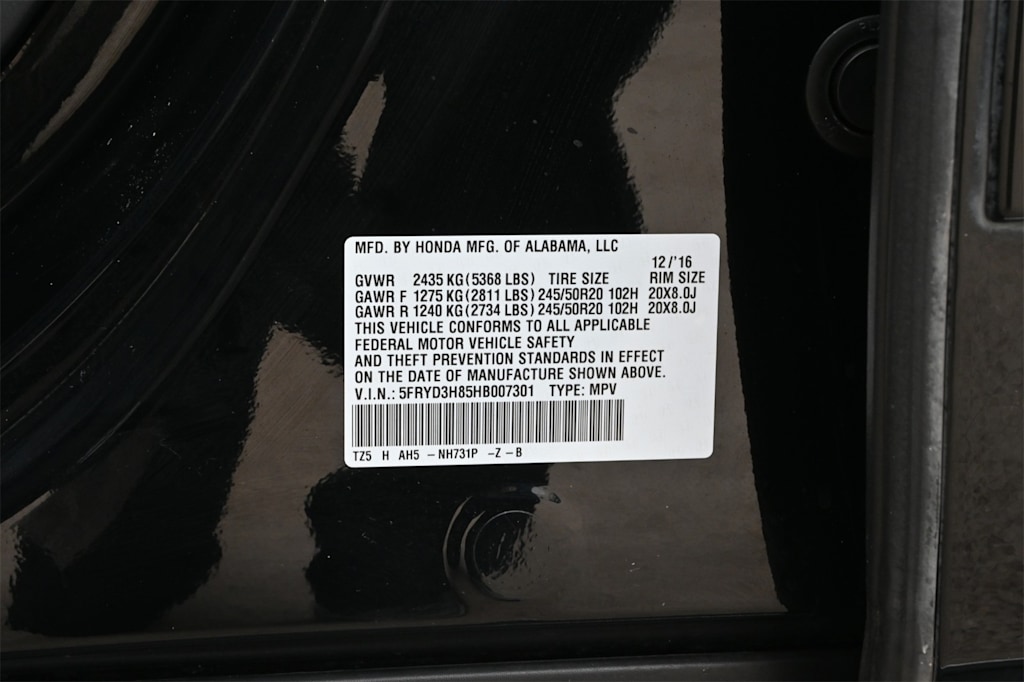 MFD. BY HONDA MFG. OF ALABAMA, LLC
12/'16
GVWR 2435 KG(5368 LBS) TIRE SIZE RIM SIZE
GAWR F 1275 KG(2811 LBS) 245/50R20 102H 20X8.0J
GAWR R 1240 KG(2734 LBS) 245/50R20 102H 20X8.0J
THIS VEHICLE CONFORMS TO ALL APPLICABLE
FEDERAL MOTOR VEHICLE SAFETY
AND THEFT PREVENTION STANDARDS IN EFFECT
ON THE DATE OF MANUFACTURE SHOWN ABOVE.
V.I.N.: 5FRYD3H85HB007301 TYPE: MPV
TZ5 H AH5 -NH731P -Z -B